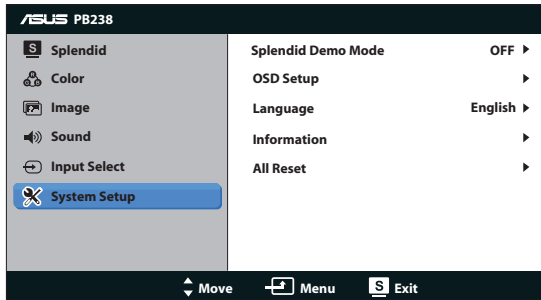 ASUS PB238
S Splendid
Color
Image
Sound
Input Select
System Setup
Splendid Demo Mode OFF
OSD Setup
Language English
Information
All Reset
Move Menu S Exit